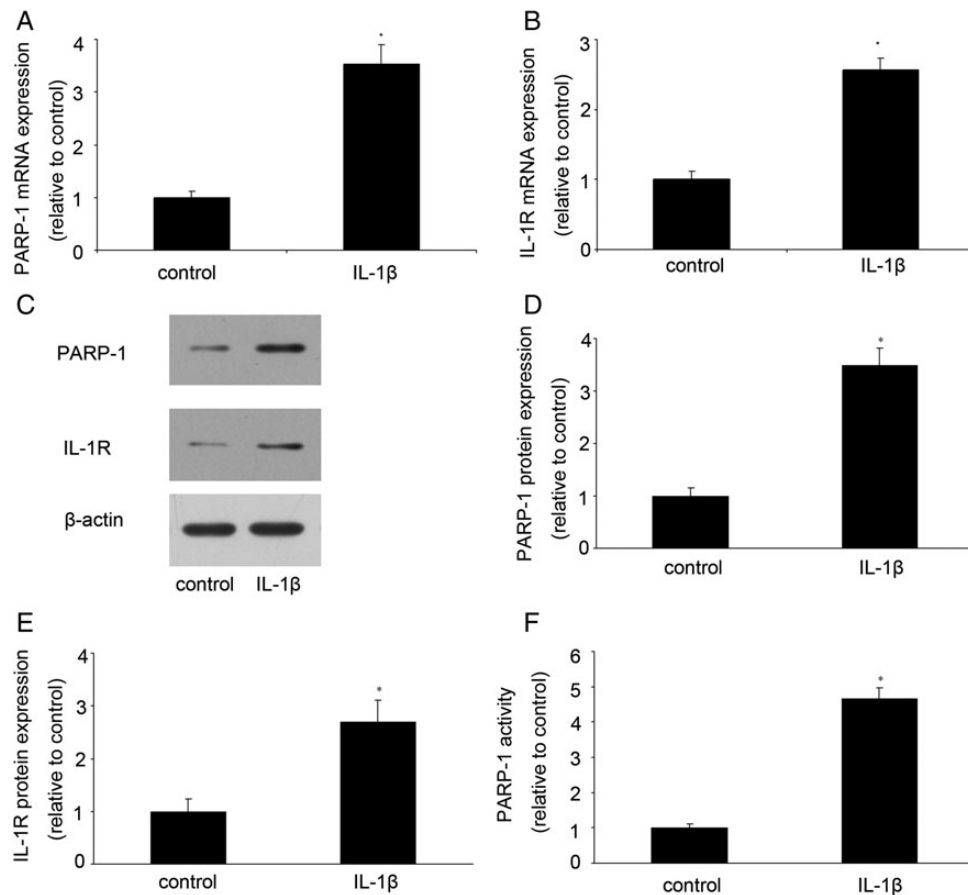 A
PARP-1 mRNA expression
(relative to control)
4
3
2
1
0
*
control
IL-1β
B
IL-1R mRNA expression
(relative to control)
3
2
1
0
*
control
IL-1β
C
PARP-1
IL-1R
β-actin
control
IL-1β
D
PARP-1 protein expression
(relative to control)
4
3
2
1
0
*
control
IL-1β
E
IL-1R protein expression
(relative to control)
4
3
2
1
0
*
control
IL-1β
F
PARP-1 activity
(relative to control)
6
5
4
3
2
1
0
*
control
IL-1β